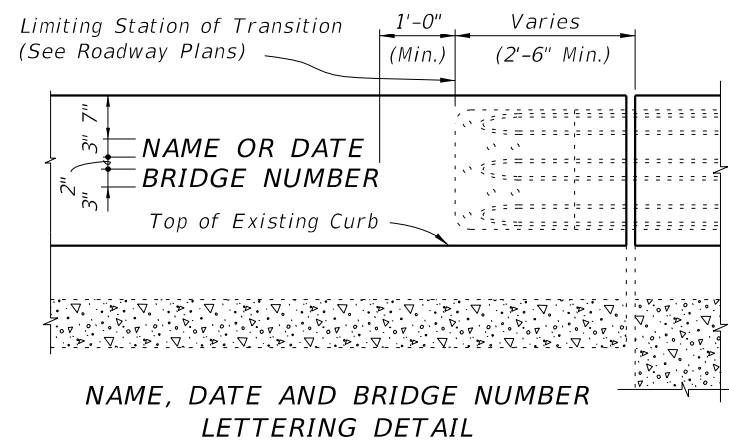 Limiting Station of Transition
(See Roadway Plans)
1'-0"
(Min.)
Varies
(2'-6" Min.)
7"
3"
2"
3"
NAME OR DATE
BRIDGE NUMBER
Top of Existing Curb
NAME, DATE AND BRIDGE NUMBER
LETTERING DETAIL